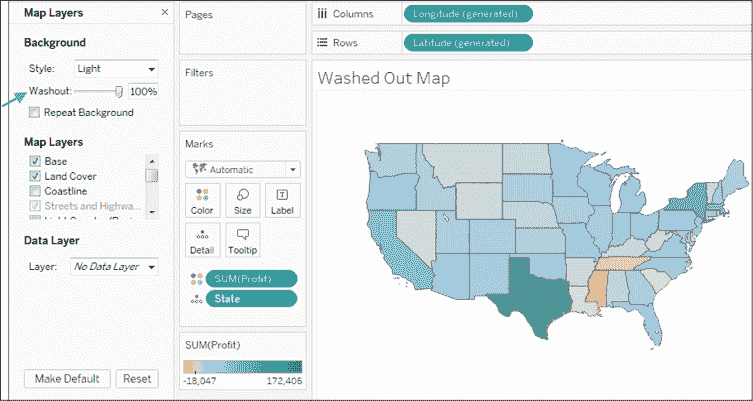 Map Layers ×
Background
Style: Light
Washout: 100%
Repeat Background
Map Layers
Base
Land Cover
Coastline
Streets and Highwa...
Data Layer
Layer: No Data Layer
Make Default Reset
Pages
Filters
Marks
Automatic
Color Size Label
Detail Tooltip
SUM(Profit)
State
SUM(Profit)
-18,047 172,406
Columns Longitude (generated)
Rows Latitude (generated)
Washed Out Map